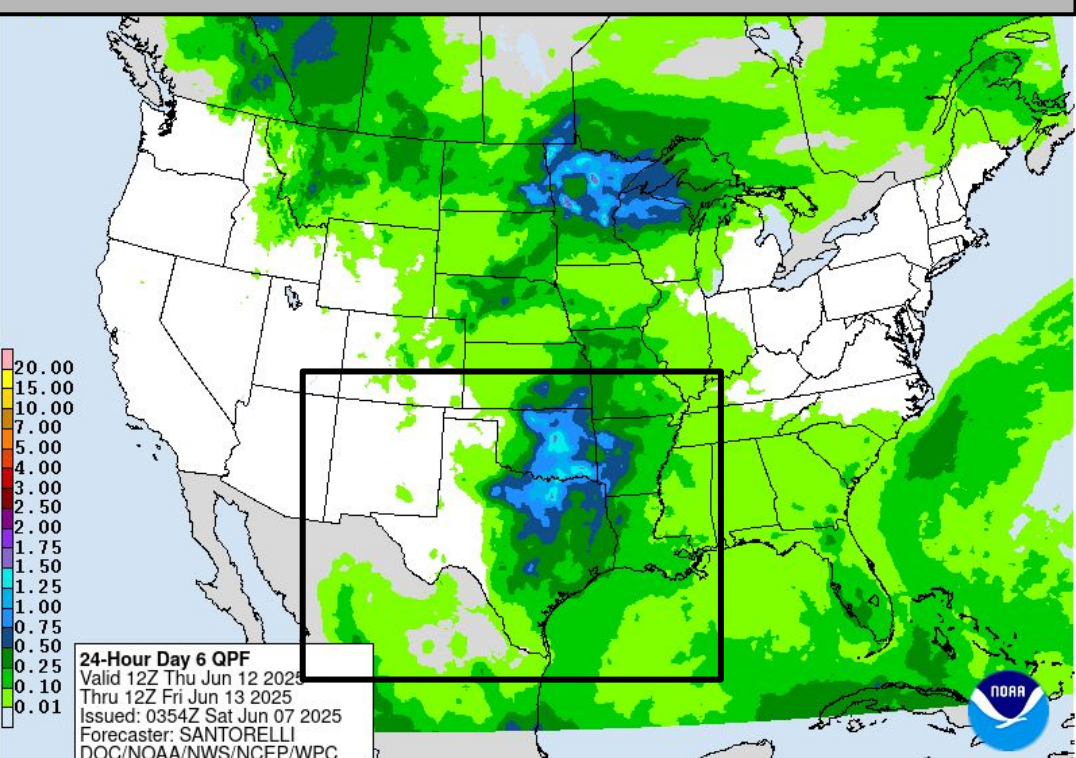 20.00
15.00
10.00
7.00
5.00
4.00
3.00
2.50
2.00
1.75
1.50
1.25
1.00
0.75
0.50
0.25
0.10
0.01
24-Hour Day 6 QPF
Valid 12Z Thu Jun 12 2025
Thru 12Z Fri Jun 13 2025
Issued: 0354Z Sat Jun 07 2025
Forecaster: SANTORELLI
DOC/NOAA/NWS/NCEP/WPC
NOAA